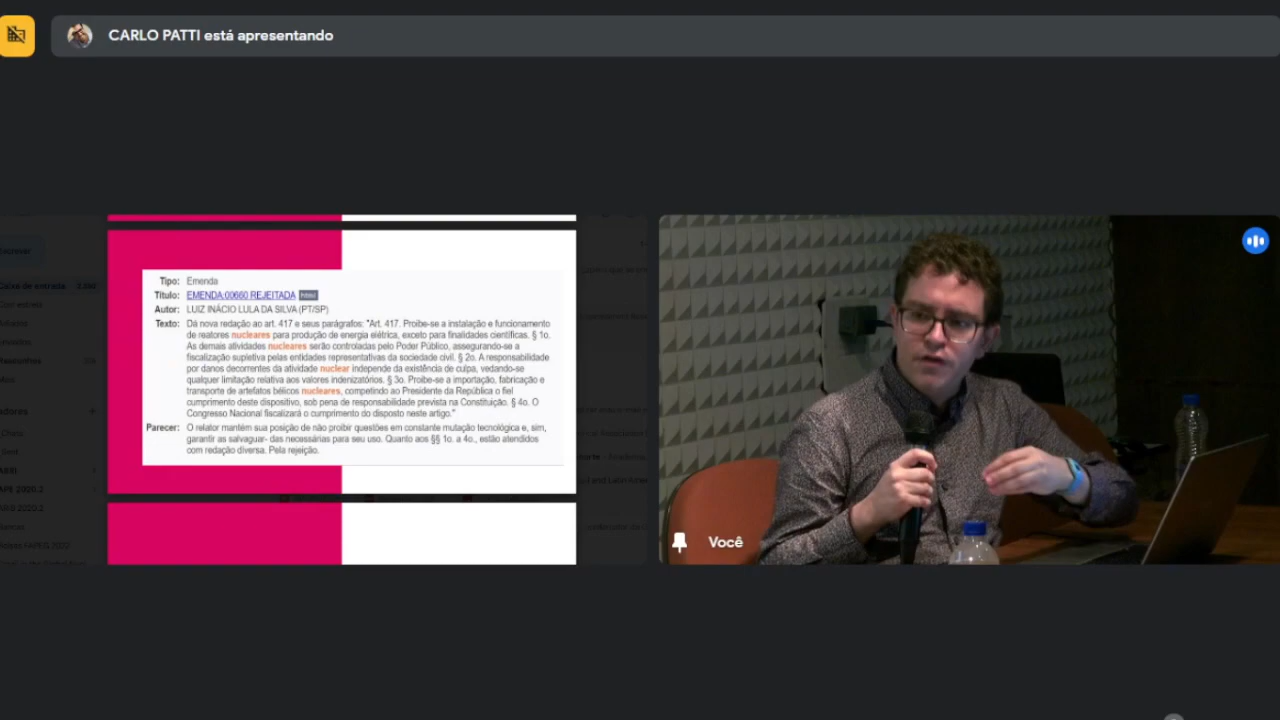 CARLO PATTI está apresentando
Tipo: Emenda
Título: EMENDA:00660 REJEITADA
Autor: LUIZ INÁCIO LULA DA SILVA (PT/SP)
Texto: Dá nova redação ao art. 417 e seus parágrafos: "Art. 417. Proíbe-se a instalação e funcionamento
de reatores nucleares para produção de energia elétrica, exceto para finalidades científicas. § 1o.
As demais atividades nucleares serão controladas pelo Poder Público, assegurando-se a
fiscalização supletiva pelas entidades representativas da sociedade civil. § 2o. A responsabilidade
por danos decorrentes da atividade nuclear independe da existência de culpa, vedando-se
qualquer limitação relativa aos valores indenizatórios. § 3o. Proíbe-se a importação, fabricação e
transporte de artefatos bélicos nucleares, competindo ao Presidente da República o fiel
cumprimento deste dispositivo, sob pena de responsabilidade prevista na Constituição. § 4o. O
Congresso Nacional fiscalizará o cumprimento do disposto neste artigo."
Parecer: O relator mantém sua posição de não proibir questões em constante mutação tecnológica e, sim,
garantir as salvaguar- das necessárias para seu uso. Quanto aos §§ 1o. a 4o., estão atendidos
com redação diversa. Pela rejeição.
Você